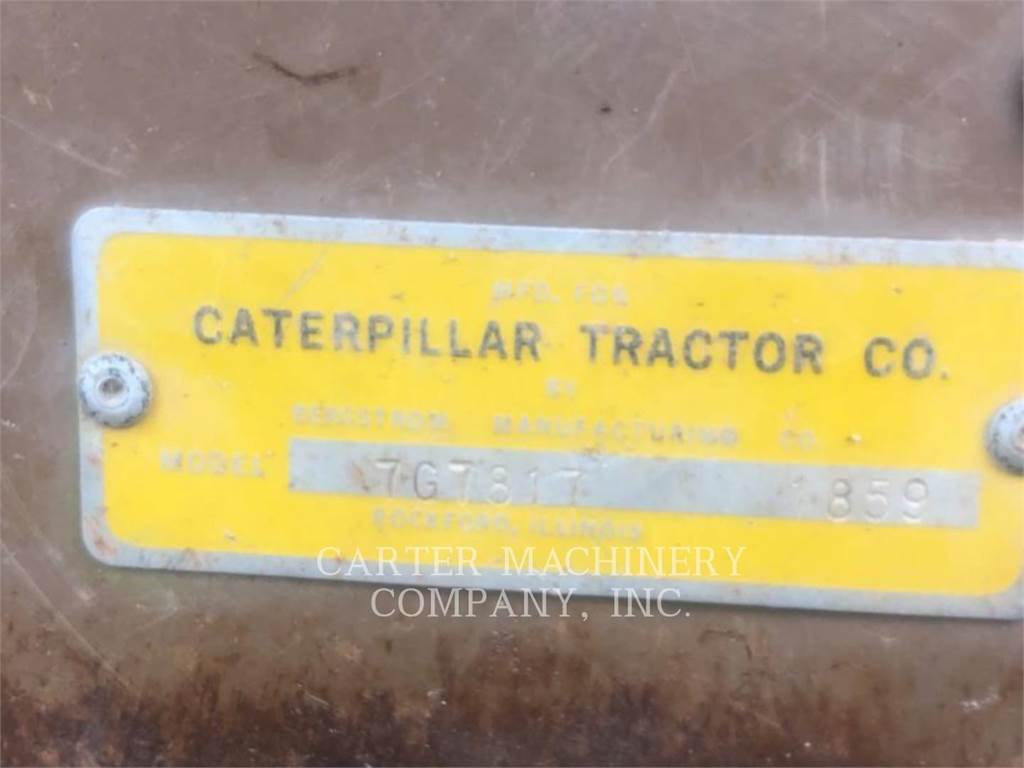 MFD. FOR
CATERPILLAR TRACTOR CO.
BY
BERGSTROM MANUFACTURING CO.
MODEL 7G7817 1859
ROCKFORD, ILLINOIS
CARTER MACHINERY
COMPANY, INC.